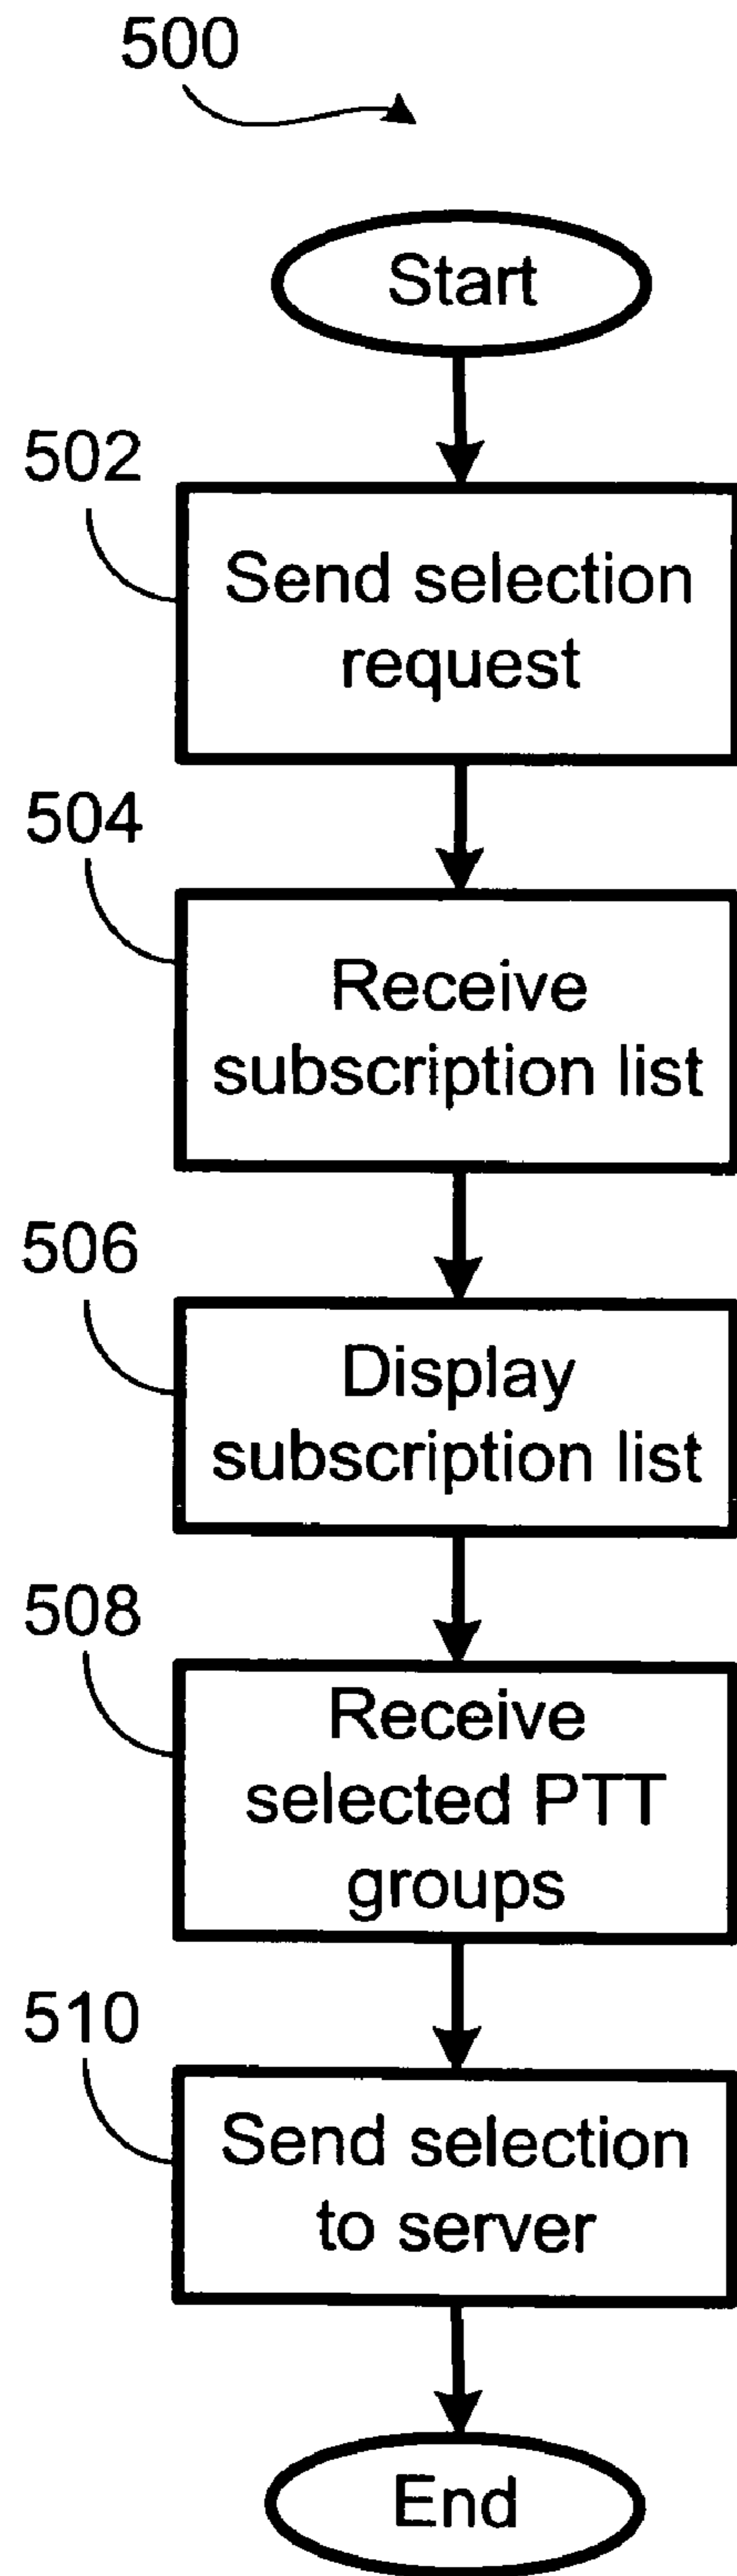 500
Start
502
Send selection
request
504
Receive
subscription list
506
Display
subscription list
508
Receive
selected PTT
groups
510
Send selection
to server
End